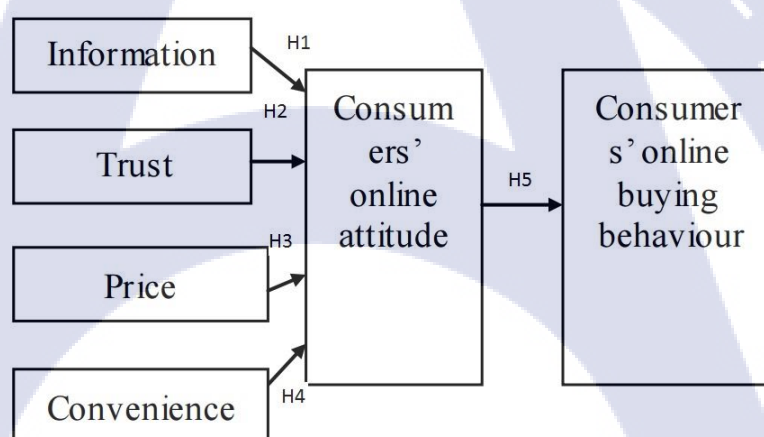 Information
H1
H2
Trust
H3
Price
H4
Convenience
Consum
ers’
online
attitude
H5
Consumer
s’ online
buying
behaviour